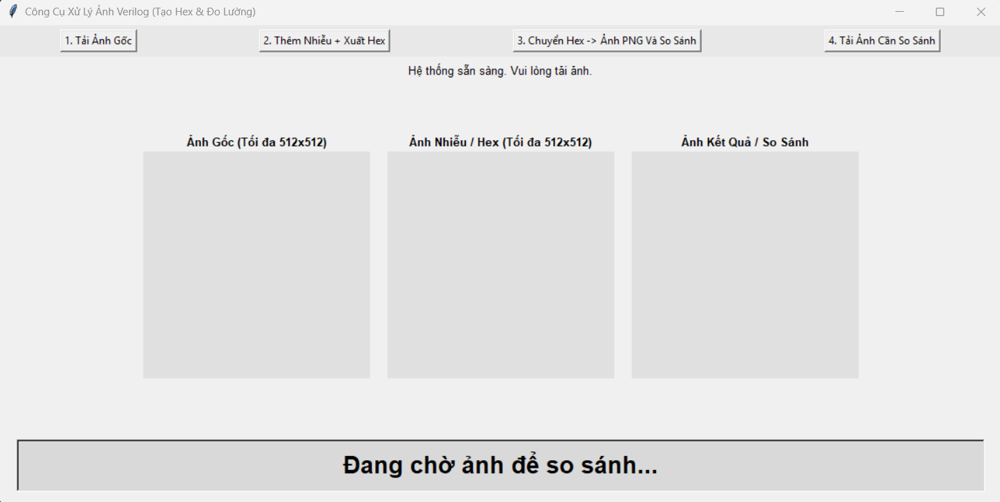 Công Cụ Xử Lý Ảnh Verilog (Tạo Hex & Đo Lường)
1. Tải Ảnh Gốc
2. Thêm Nhiễu + Xuất Hex
3. Chuyển Hex -> Ảnh PNG Và So Sánh
4. Tải Ảnh Cần So Sánh
Hệ thống sẵn sàng. Vui lòng tải ảnh.
Ảnh Gốc (Tối đa 512x512)
Ảnh Nhiễu / Hex (Tối đa 512x512)
Ảnh Kết Quả / So Sánh
Đang chờ ảnh để so sánh...